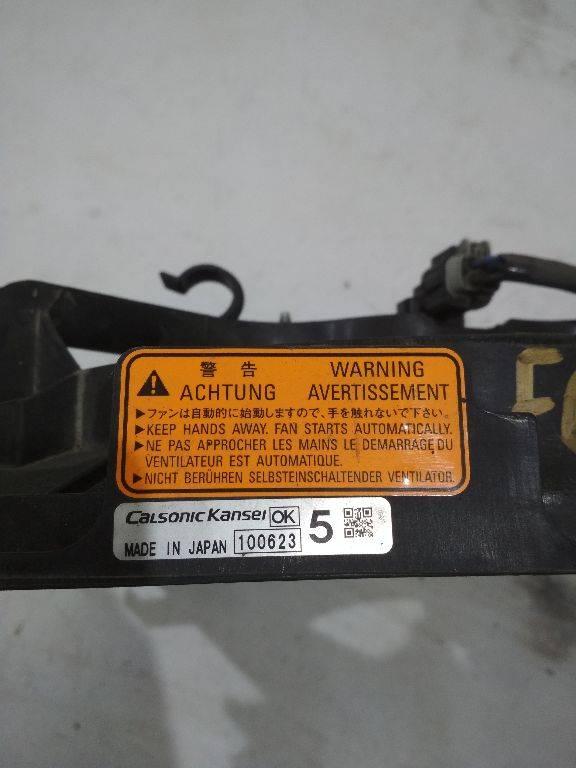 警告 WARNING
ACHTUNG AVERTISSEMENT
▶ファンは自動的に始動しますので、手を触れないで下さい。
▶KEEP HANDS AWAY. FAN STARTS AUTOMATICALLY.
▶NE PAS APPROCHER LES MAINS LE DEMARRAGE DU
VENTILATEUR EST AUTOMATIQUE.
▶NICHT BERÜHREN SELBSTEINSCHALTENDER VENTILATOR.
CALSONIC KANSEI OK 5
MADE IN JAPAN 100623